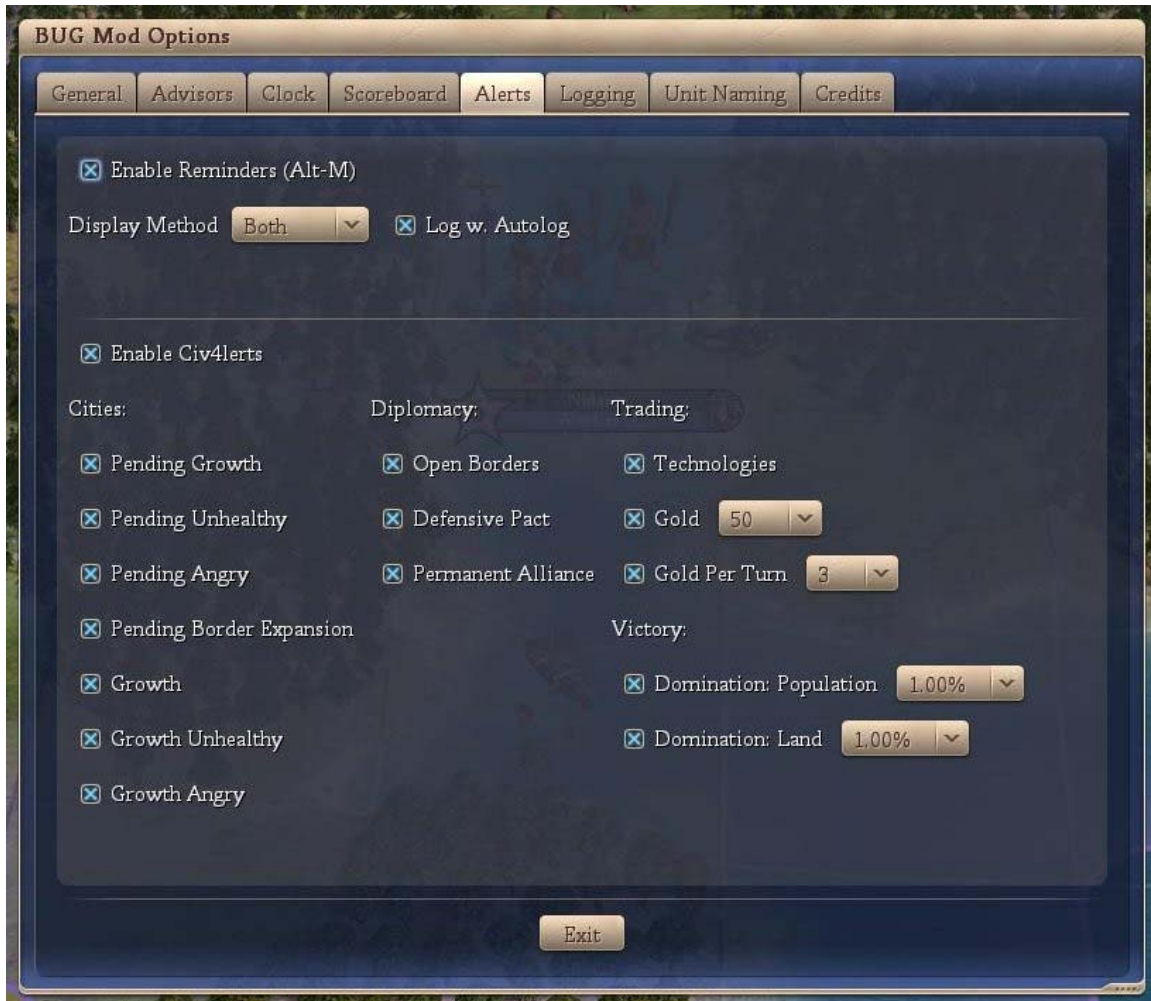 BUG Mod Options
General Advisors Clock Scoreboard Alerts Logging Unit Naming Credits
Enable Reminders (Alt-M)
Display Method Both Log w. Autolog
Enable Civ4lerts
Cities: Diplomacy: Trading:
Pending Growth Open Borders Technologies
Pending Unhealthy Defensive Pact Gold 50
Pending Angry Permanent Alliance Gold Per Turn 3
Pending Border Expansion Victory:
Growth Domination: Population 1.00%
Growth Unhealthy Domination: Land 1.00%
Growth Angry
Exit